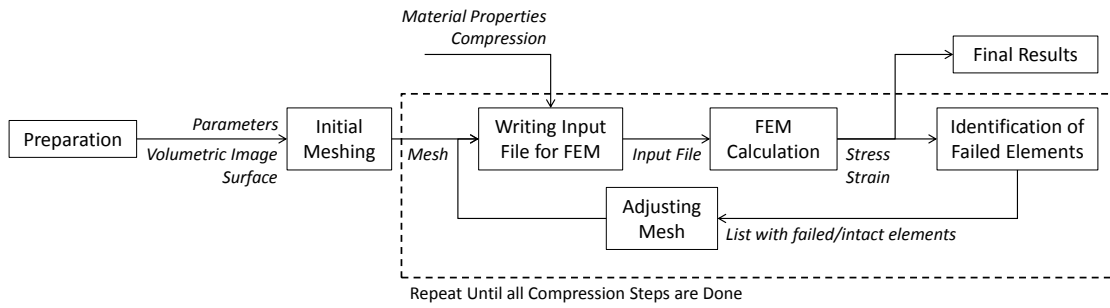 Material Properties
Compression
Final Results
Preparation
Parameters
Volumetric Image
Surface
Initial
Meshing
Mesh
Writing Input
File for FEM
Input File
FEM
Calculation
Stress
Strain
Identification of
Failed Elements
Adjusting
Mesh
List with failed/intact elements
Repeat Until all Compression Steps are Done